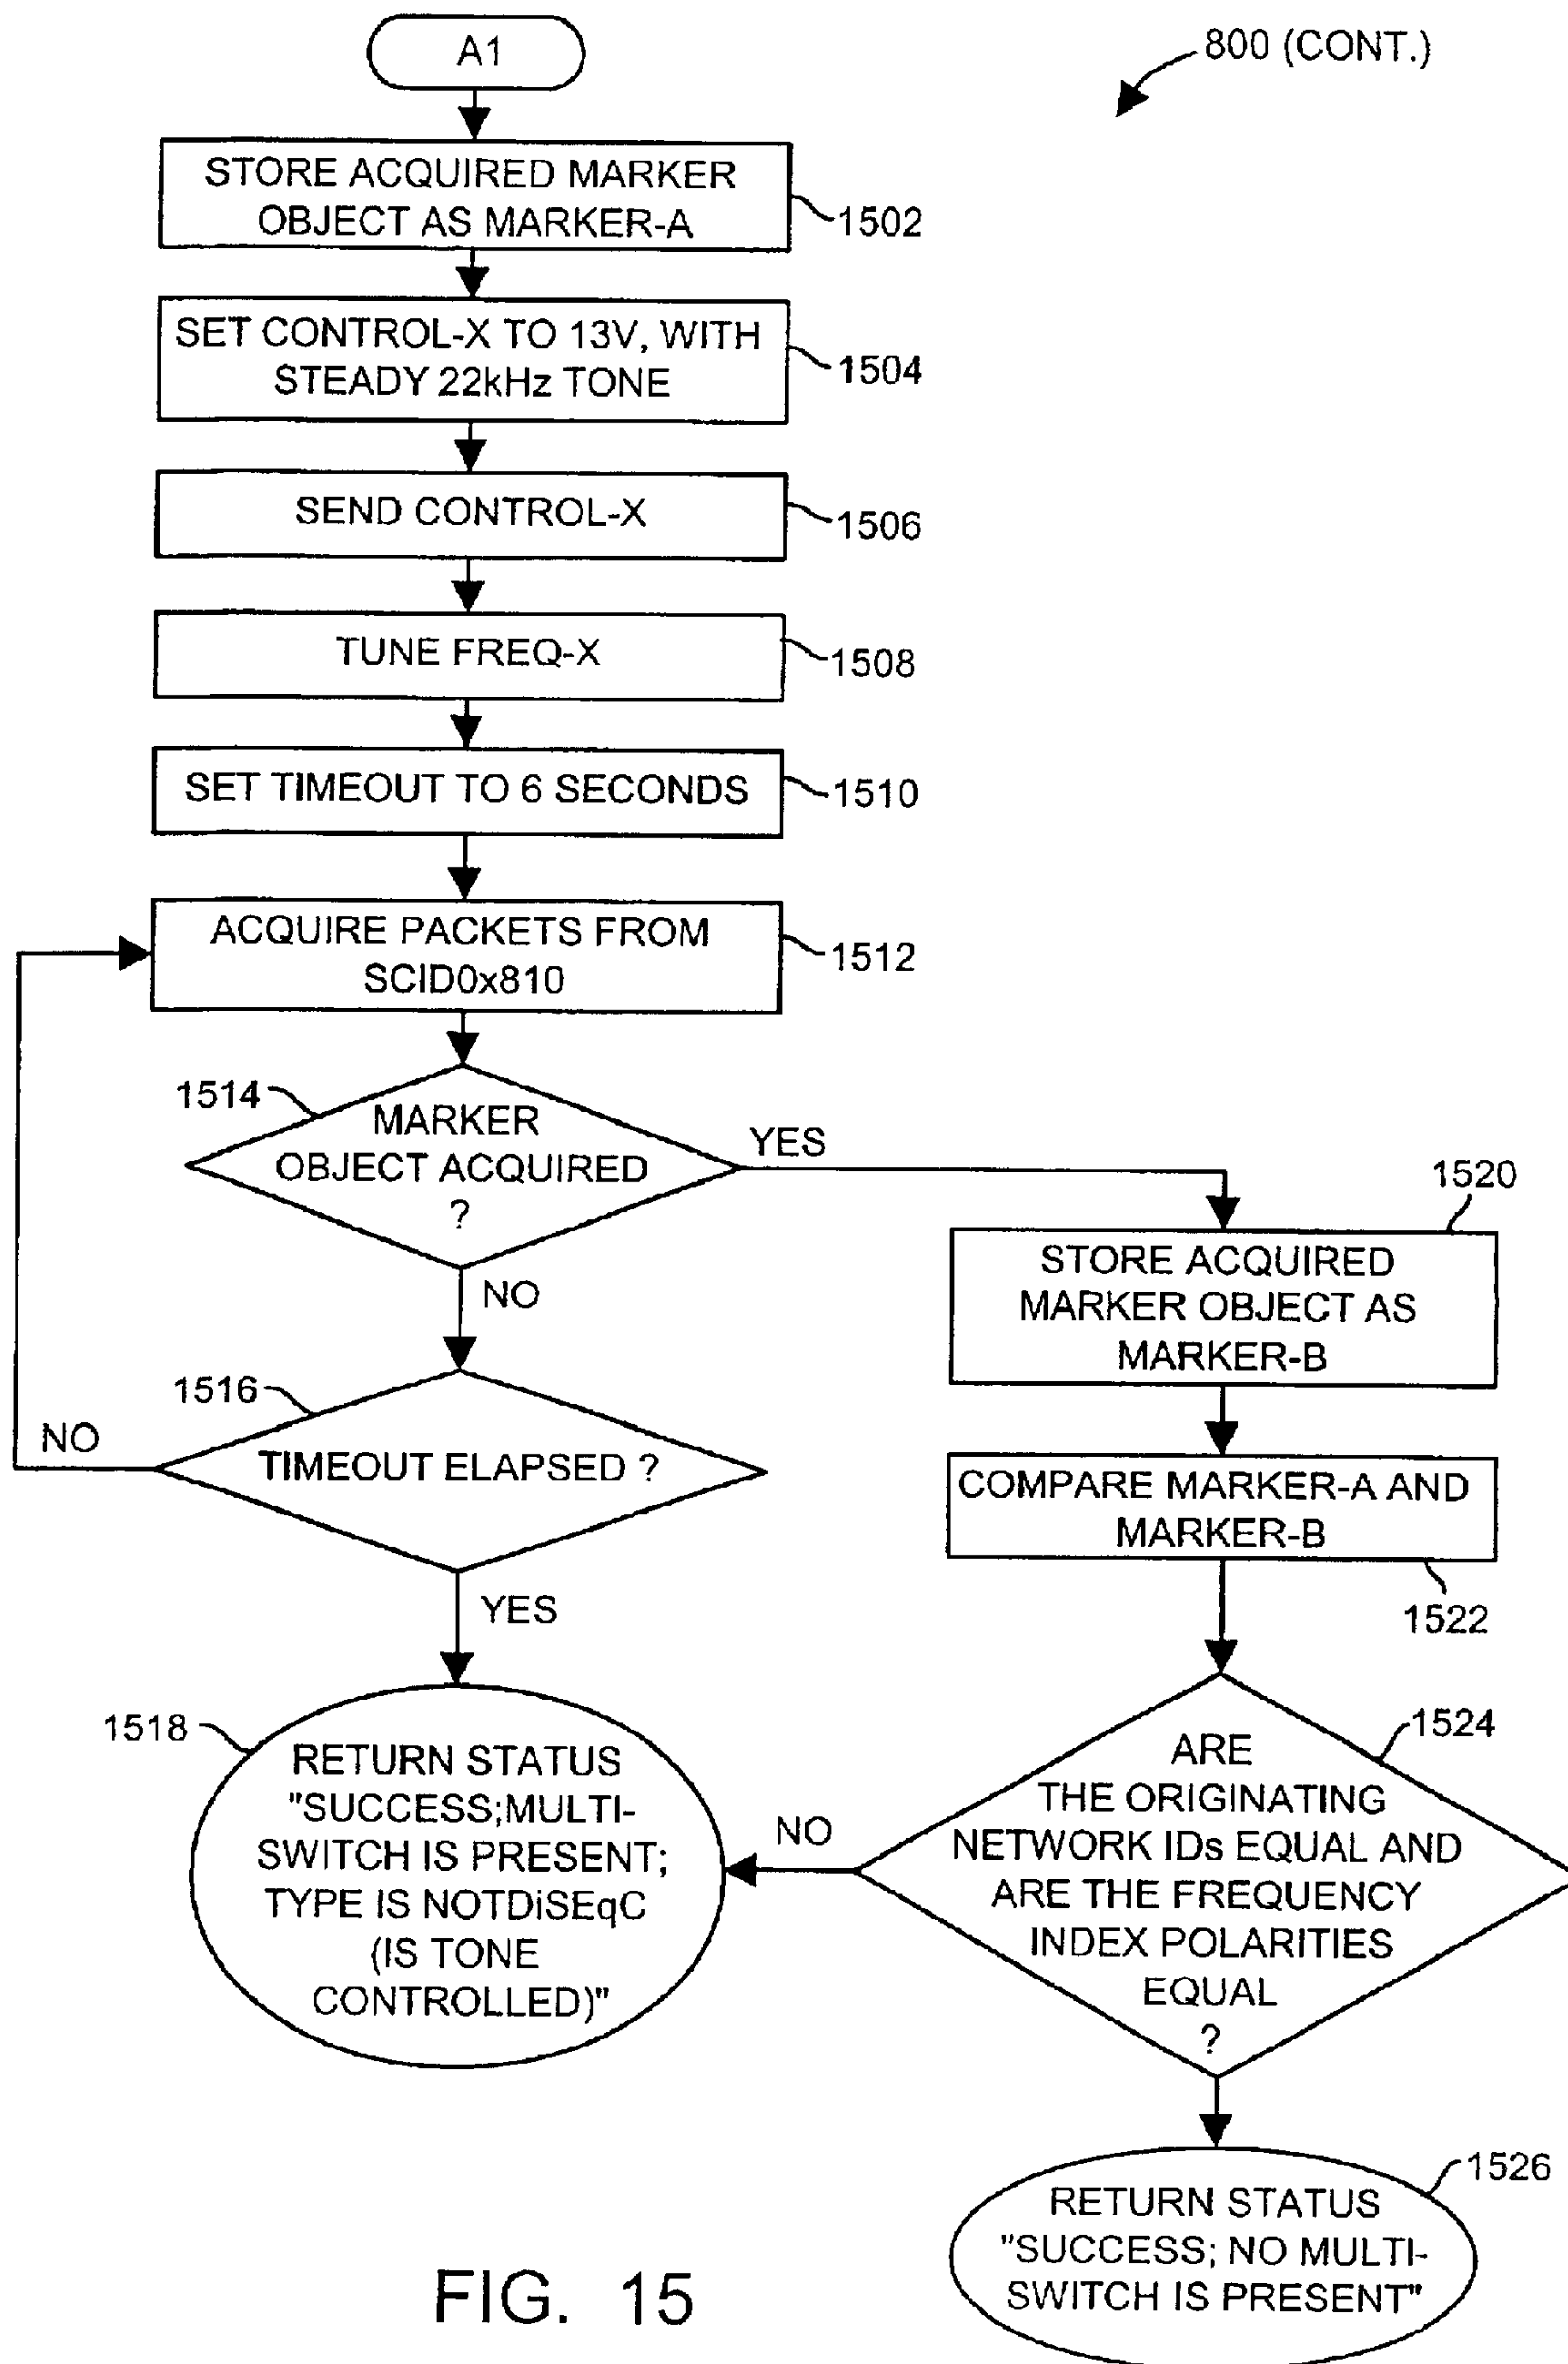 A1
800 (CONT.)
STORE ACQUIRED MARKER
OBJECT AS MARKER-A
1502
SET CONTROL-X TO 13V, WITH
STEADY 22kHz TONE
1504
SEND CONTROL-X
1506
TUNE FREQ-X
1508
SET TIMEOUT TO 6 SECONDS
1510
ACQUIRE PACKETS FROM
SCID0x810
1512
1514
MARKER
OBJECT ACQUIRED
?
YES
NO
1520
STORE ACQUIRED
MARKER OBJECT AS
MARKER-B
1516
TIMEOUT ELAPSED ?
NO
YES
COMPARE MARKER-A AND
MARKER-B
1522
1518
RETURN STATUS
"SUCCESS;MULTI-
SWITCH IS PRESENT;
TYPE IS NOTDiSEqC
(IS TONE
CONTROLLED)"
NO
1524
ARE
THE ORIGINATING
NETWORK IDs EQUAL AND
ARE THE FREQUENCY
INDEX POLARITIES
EQUAL
?
1526
RETURN STATUS
"SUCCESS; NO MULTI-
SWITCH IS PRESENT"
FIG. 15